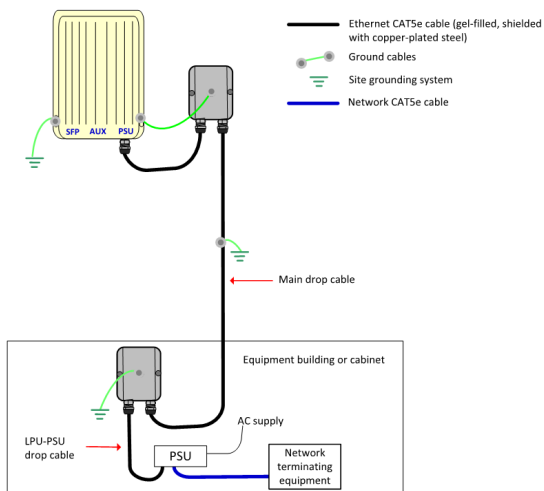 Ethernet CAT5e cable (gel-filled, shielded
with copper-plated steel)
Ground cables
Site grounding system
Network CAT5e cable
SFP AUX PSU
Main drop cable
Equipment building or cabinet
AC supply
LPU-PSU
drop cable
PSU
Network
terminating
equipment